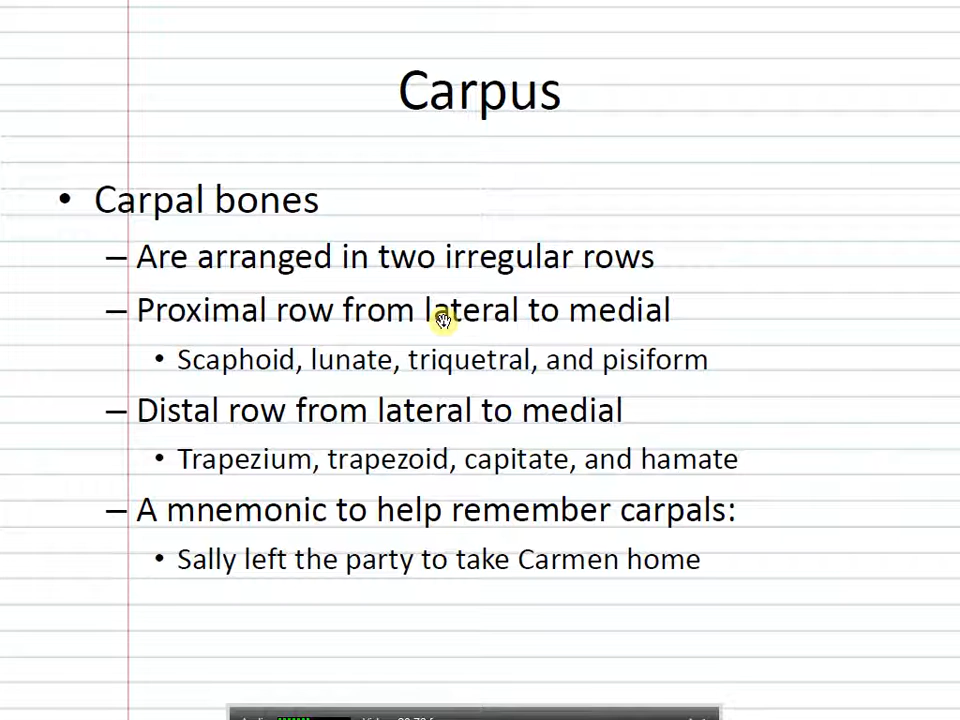 Carpus
• Carpal bones
– Are arranged in two irregular rows
– Proximal row from lateral to medial
• Scaphoid, lunate, triquetral, and pisiform
– Distal row from lateral to medial
• Trapezium, trapezoid, capitate, and hamate
– A mnemonic to help remember carpals:
• Sally left the party to take Carmen home